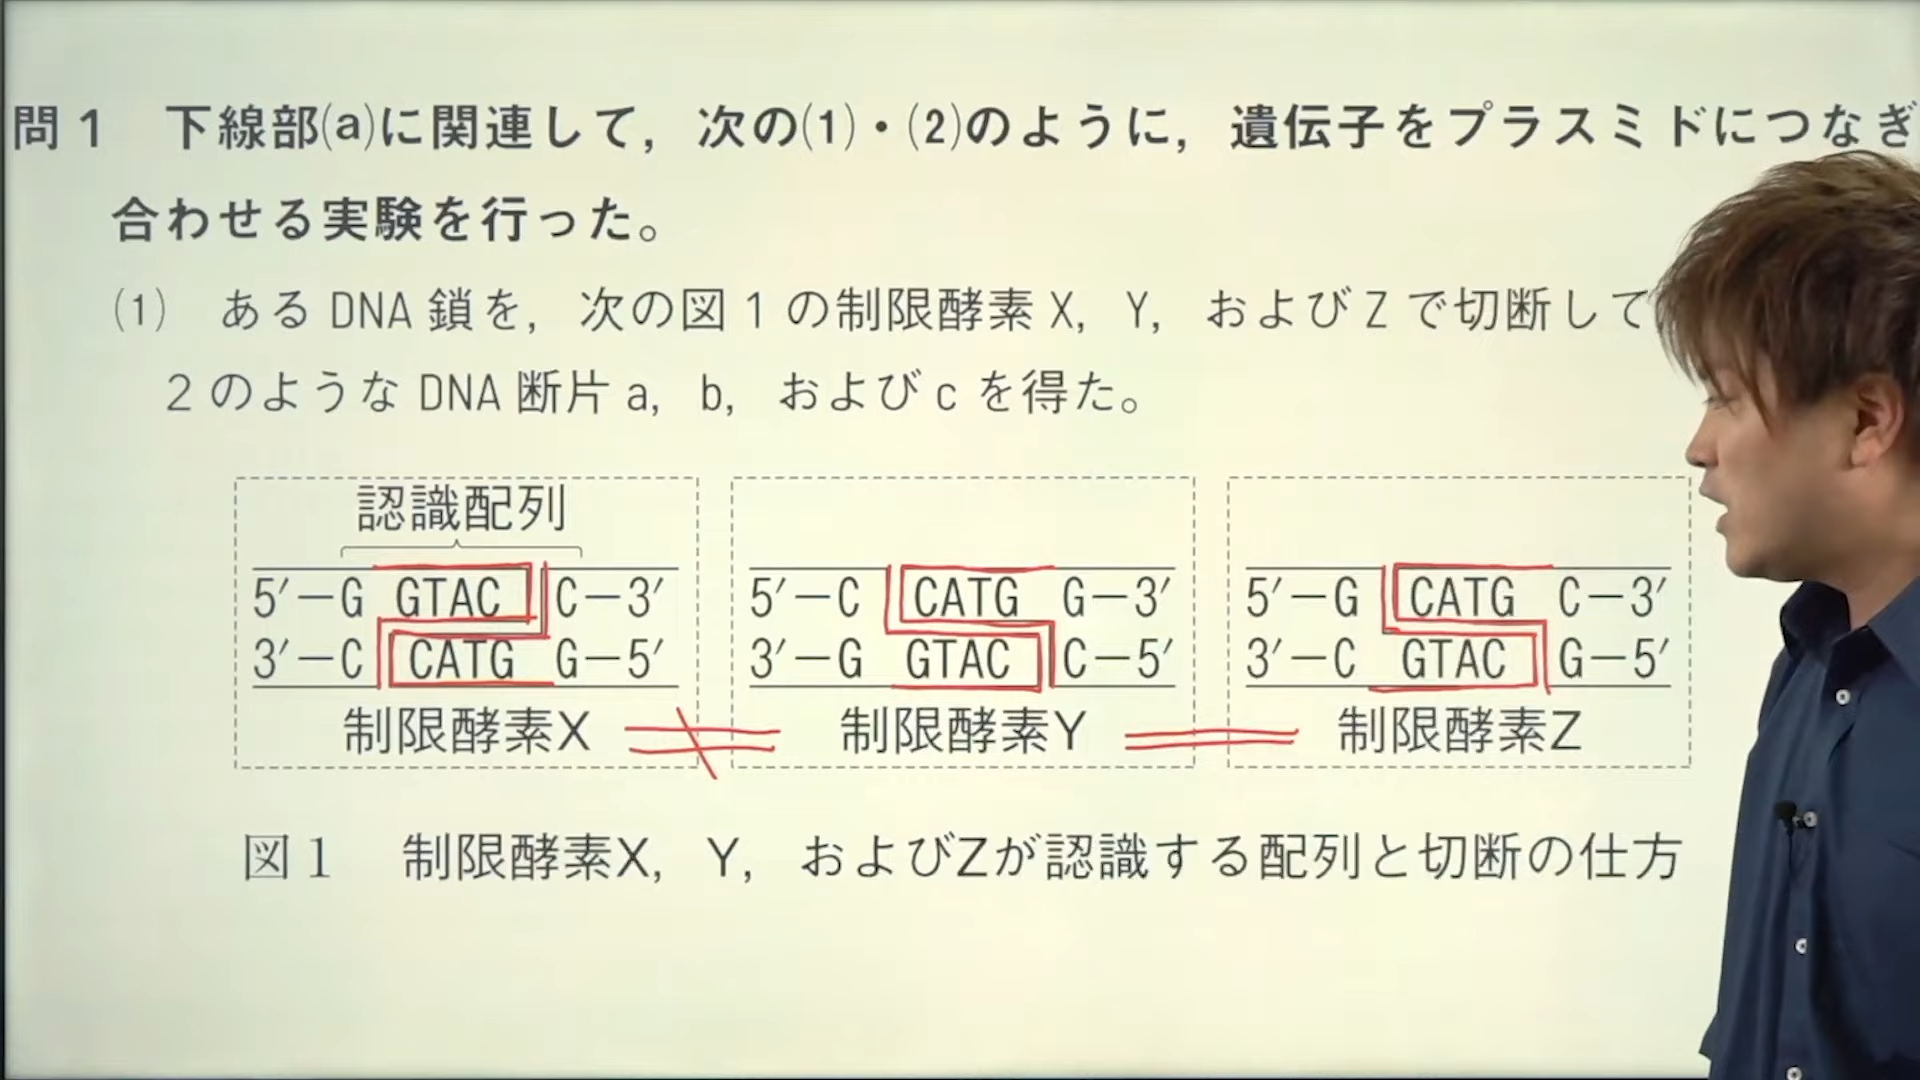 問1 下線部(a)に関連して,次の(1)・(2)のように,遺伝子をプラスミドにつなぎ
合わせる実験を行った。
(1) ある DNA 鎖を,次の図1の制限酵素 X, Y, および Z で切断して
2のような DNA 断片 a, b, および c を得た。
認識配列
5′−G GTAC C−3′
3′−C CATG G−5′
制限酵素X
5′−C CATG G−3′
3′−G GTAC C−5′
制限酵素Y
5′−G CATG C−3′
3′−C GTAC G−5′
制限酵素Z
図1 制限酵素X, Y, およびZが認識する配列と切断の仕方